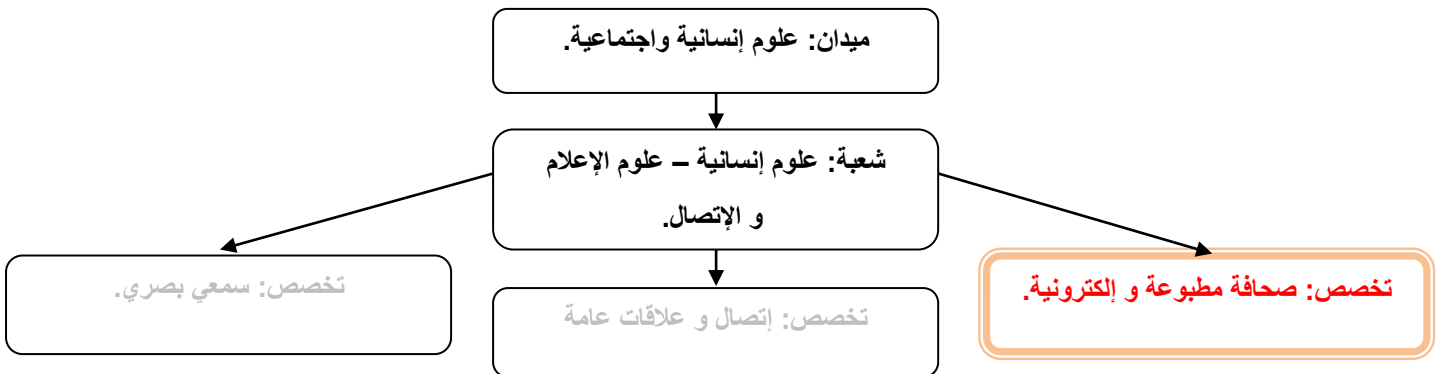 ميدان: علوم إنسانية واجتماعية.
شعبة: علوم إنسانية – علوم الإعلام
و الإتصال.
تخصص: صحافة مطبوعة و إلكترونية.
تخصص: إتصال و علاقات عامة
تخصص: سمعي بصري.